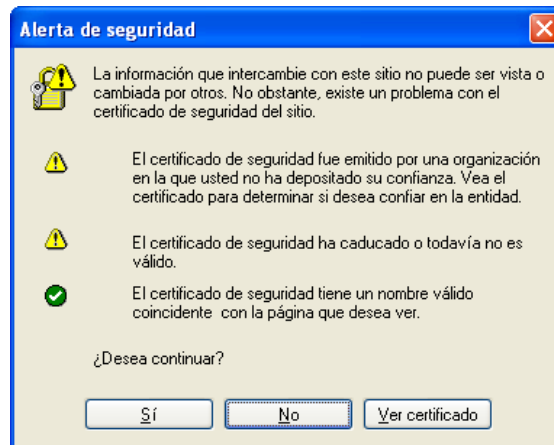 Alerta de seguridad
La información que intercambie con este sitio no puede ser vista o
cambiada por otros. No obstante, existe un problema con el
certificado de seguridad del sitio.
El certificado de seguridad fue emitido por una organización
en la que usted no ha depositado su confianza. Vea el
certificado para determinar si desea confiar en la entidad.
El certificado de seguridad ha caducado o todavía no es
válido.
El certificado de seguridad tiene un nombre válido
coincidente con la página que desea ver.
¿Desea continuar?
Sí
No
Ver certificado